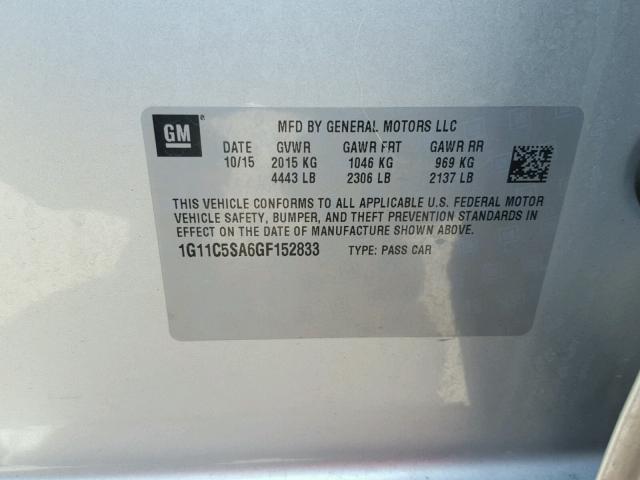 GM® MFD BY GENERAL MOTORS LLC
DATE GVWR GAWR FRT GAWR RR
10/15 2015 KG 1046 KG 969 KG
4443 LB 2306 LB 2137 LB
THIS VEHICLE CONFORMS TO ALL APPLICABLE U.S. FEDERAL MOTOR
VEHICLE SAFETY, BUMPER, AND THEFT PREVENTION STANDARDS IN
EFFECT ON THE DATE OF MANUFACTURE SHOWN ABOVE.
1G11C5SA6GF152833 TYPE: PASS CAR